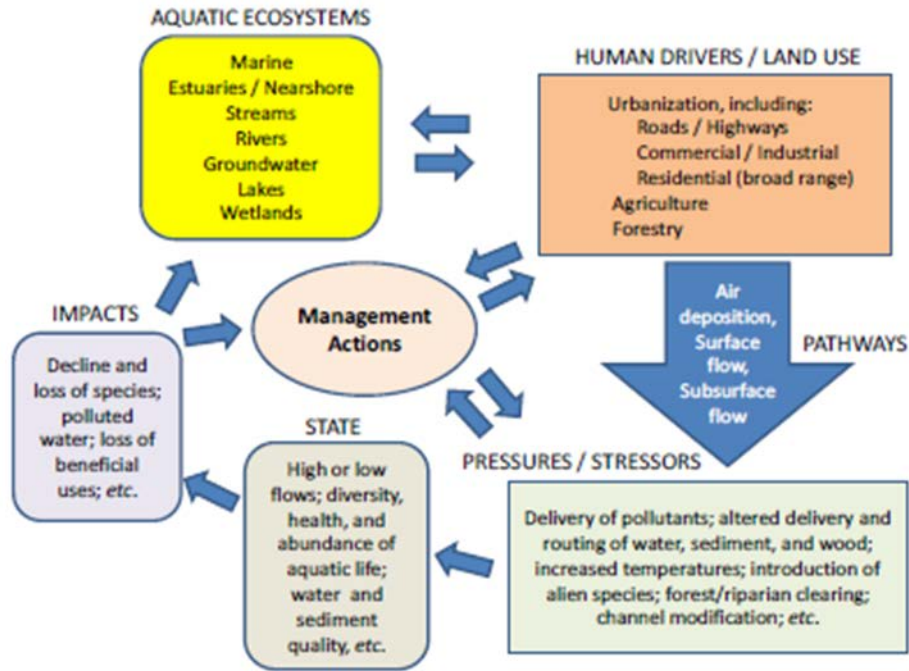 AQUATIC ECOSYSTEMS
Marine
Estuaries / Nearshore
Streams
Rivers
Groundwater
Lakes
Wetlands
HUMAN DRIVERS / LAND USE
Urbanization, including:
Roads / Highways
Commercial / Industrial
Residential (broad range)
Agriculture
Forestry
Air
deposition,
Surface
flow,
Subsurface
flow
PATHWAYS
Management
Actions
IMPACTS
Decline and
loss of species;
polluted
water; loss of
beneficial
uses; etc.
STATE
High or low
flows; diversity,
health, and
abundance of
aquatic life;
water and
sediment
quality, etc.
PRESSURES / STRESSORS
Delivery of pollutants; altered delivery and
routing of water, sediment, and wood;
increased temperatures; introduction of
alien species; forest/riparian clearing;
channel modification; etc.